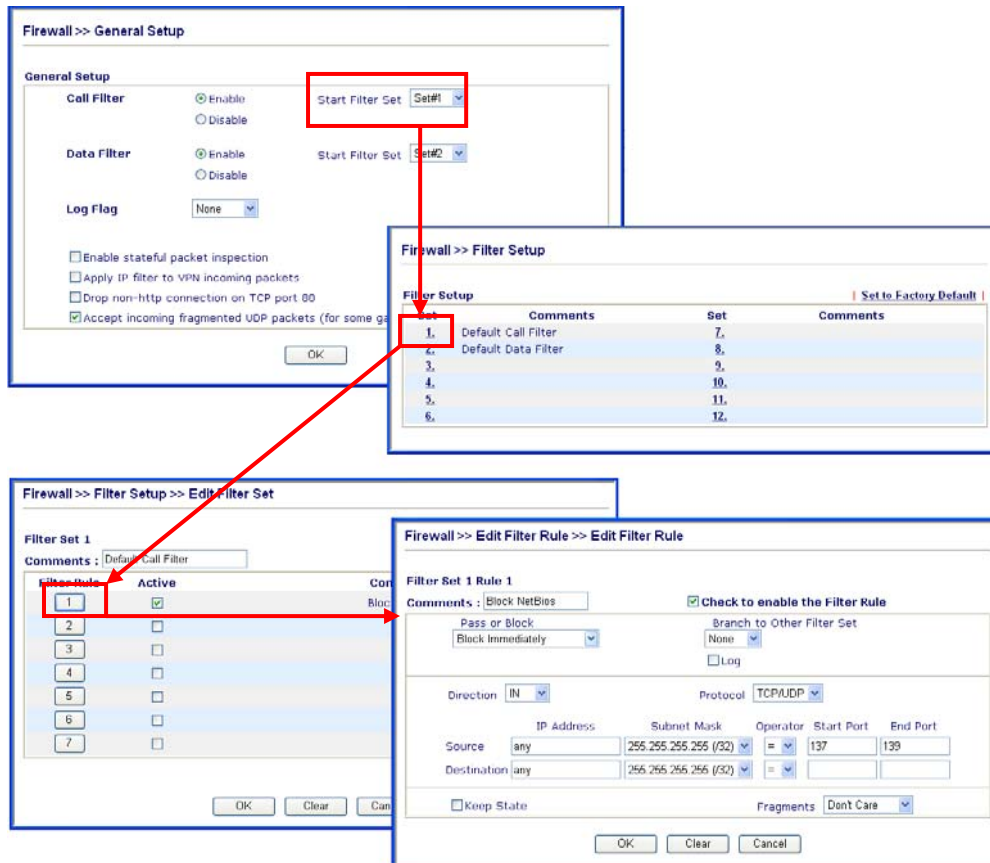 Firewall >> General Setup
General Setup
Call Filter Enable Start Filter Set Set#1
Disable
Data Filter Enable Start Filter Set Set#2
Disable
Log Flag None
Enable stateful packet inspection
Apply IP filter to VPN incoming packets
Drop non-http connection on TCP port 80
Accept incoming fragmented UDP packets (for some ga
OK
Firewall >> Filter Setup
Filter Setup | Set to Factory Default |
Set Comments Set Comments
1. Default Call Filter 7.
2. Default Data Filter 8.
3. 9.
4. 10.
5. 11.
6. 12.
Firewall >> Filter Setup >> Edit Filter Set
Filter Set 1
Comments : Default Call Filter
Filter Rule Active Con
1 Bloc
2
3
4
5
6
7
OK Clear Can
Firewall >> Edit Filter Rule >> Edit Filter Rule
Filter Set 1 Rule 1
Comments : Block NetBios Check to enable the Filter Rule
Pass or Block Branch to Other Filter Set
Block Immediately None
Log
Direction IN Protocol TCP/UDP
IP Address Subnet Mask Operator Start Port End Port
Source any 255.255.255.255 (/32) = 137 139
Destination any 255.255.255.255 (/32) =
Keep State Fragments Don't Care
OK Clear Cancel